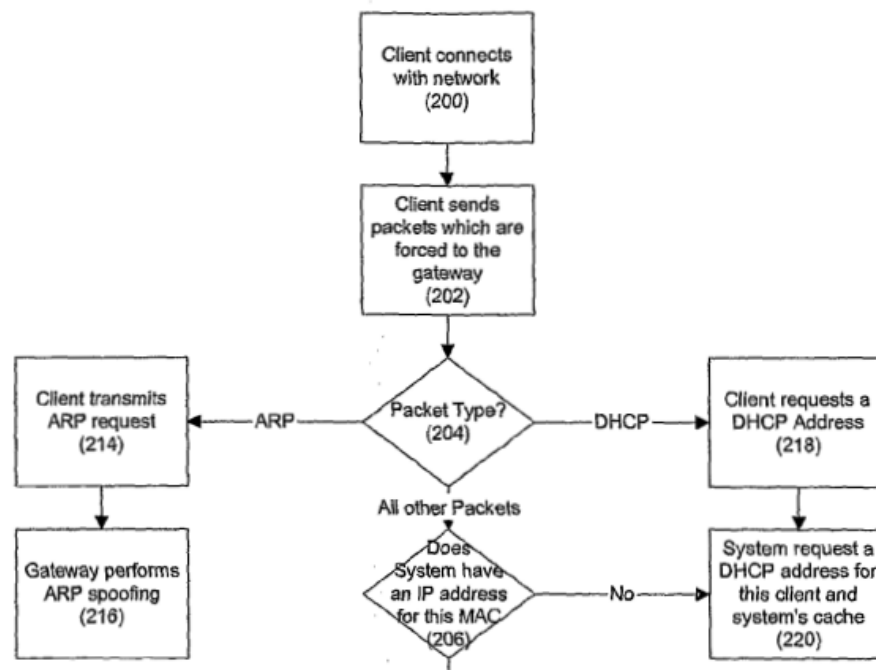 Client connects
with network
(200)
Client sends
packets which are
forced to the
gateway
(202)
Client transmits
ARP request
(214)
ARP
Packet Type?
(204)
DHCP
Client requests a
DHCP Address
(218)
All other Packets
Gateway performs
ARP spoofing
(216)
Does
System have
an IP address
for this MAC
(206)
No
System request a
DHCP address for
this client and
system's cache
(220)